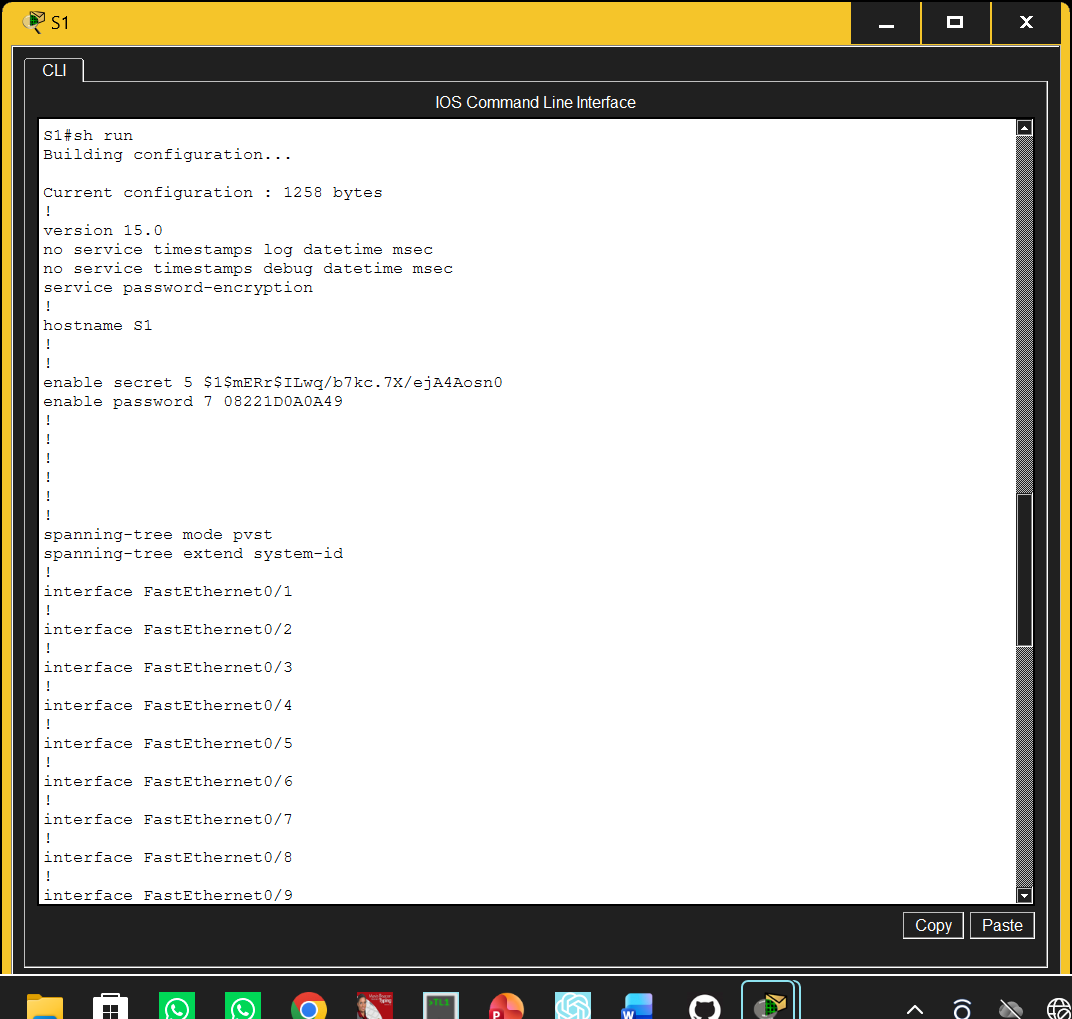 S1
CLI
IOS Command Line Interface
S1#sh run
Building configuration...
Current configuration : 1258 bytes
!
version 15.0
no service timestamps log datetime msec
no service timestamps debug datetime msec
service password-encryption
!
hostname S1
!
!
enable secret 5 $1$mERr$ILwq/b7kc.7X/ejA4Aosn0
enable password 7 08221D0A0A49
!
!
!
!
!
!
spanning-tree mode pvst
spanning-tree extend system-id
!
interface FastEthernet0/1
!
interface FastEthernet0/2
!
interface FastEthernet0/3
!
interface FastEthernet0/4
!
interface FastEthernet0/5
!
interface FastEthernet0/6
!
interface FastEthernet0/7
!
interface FastEthernet0/8
!
interface FastEthernet0/9
Copy Paste